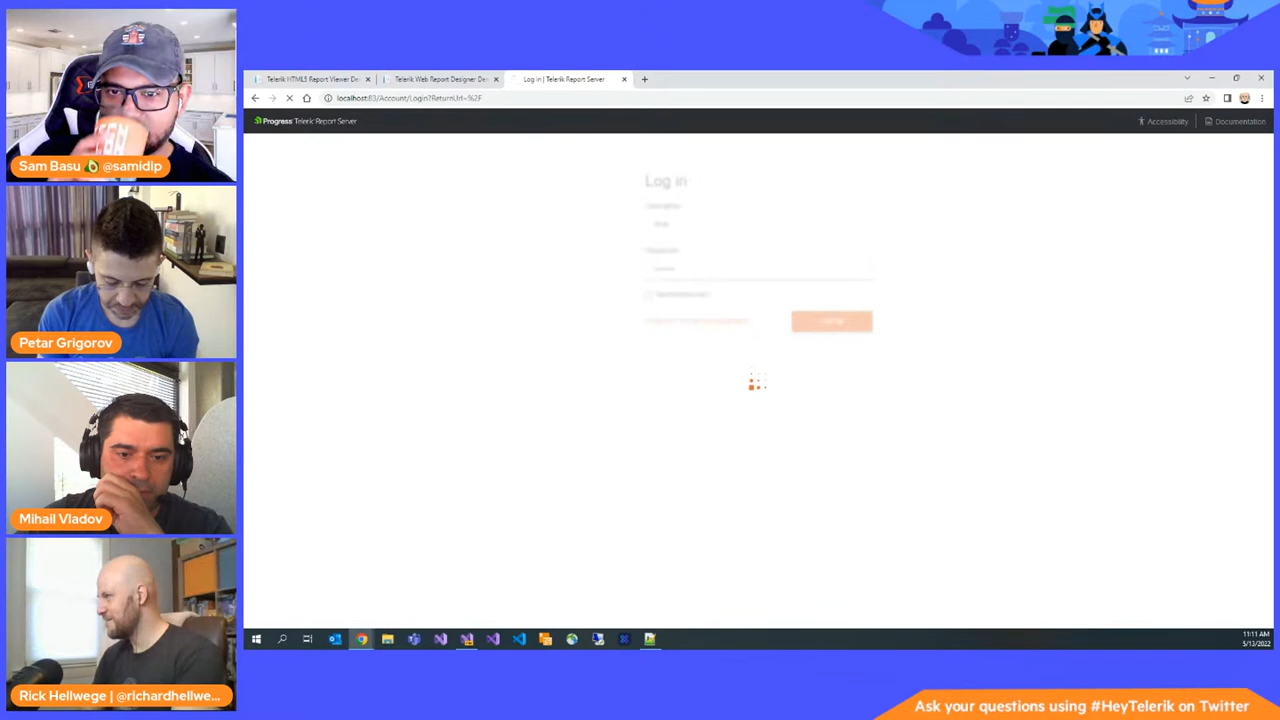 Sam Basu 🥑 @samidip
Petar Grigorov
Mihail Vladov
Rick Hellwege | @richardhellwe...
Telerik HTML5 Report Viewer De
Telerik Web Report Designer De
Log in | Telerik Report Server
localhost:83/Account/Login?ReturnUrl=%2F
Progress Telerik Report Server
Accessibility
Documentation
Log in
11:11 AM
5/13/2022
Ask your questions using #HeyTelerik on Twitter